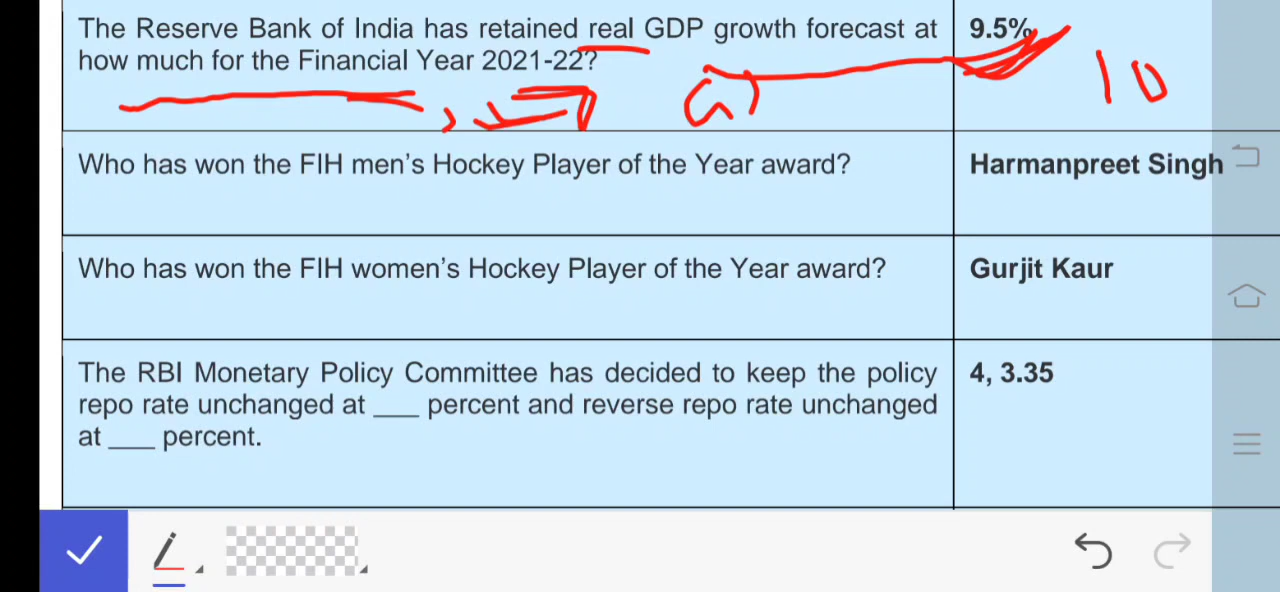 The Reserve Bank of India has retained real GDP growth forecast at 9.5%
how much for the Financial Year 2021-22?
10
Who has won the FIH men’s Hockey Player of the Year award? Harmanpreet Singh
Who has won the FIH women’s Hockey Player of the Year award? Gurjit Kaur
The RBI Monetary Policy Committee has decided to keep the policy 4, 3.35
repo rate unchanged at ___ percent and reverse repo rate unchanged
at ___ percent.